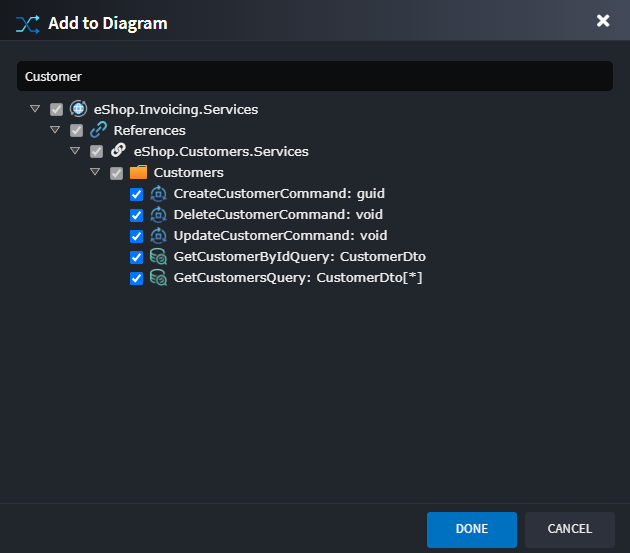 Add to Diagram
Customer
eShop.Invoicing.Services
References
eShop.Customers.Services
Customers
CreateCustomerCommand: guid
DeleteCustomerCommand: void
UpdateCustomerCommand: void
GetCustomerByIdQuery: CustomerDto
GetCustomersQuery: CustomerDto[*]
DONE CANCEL